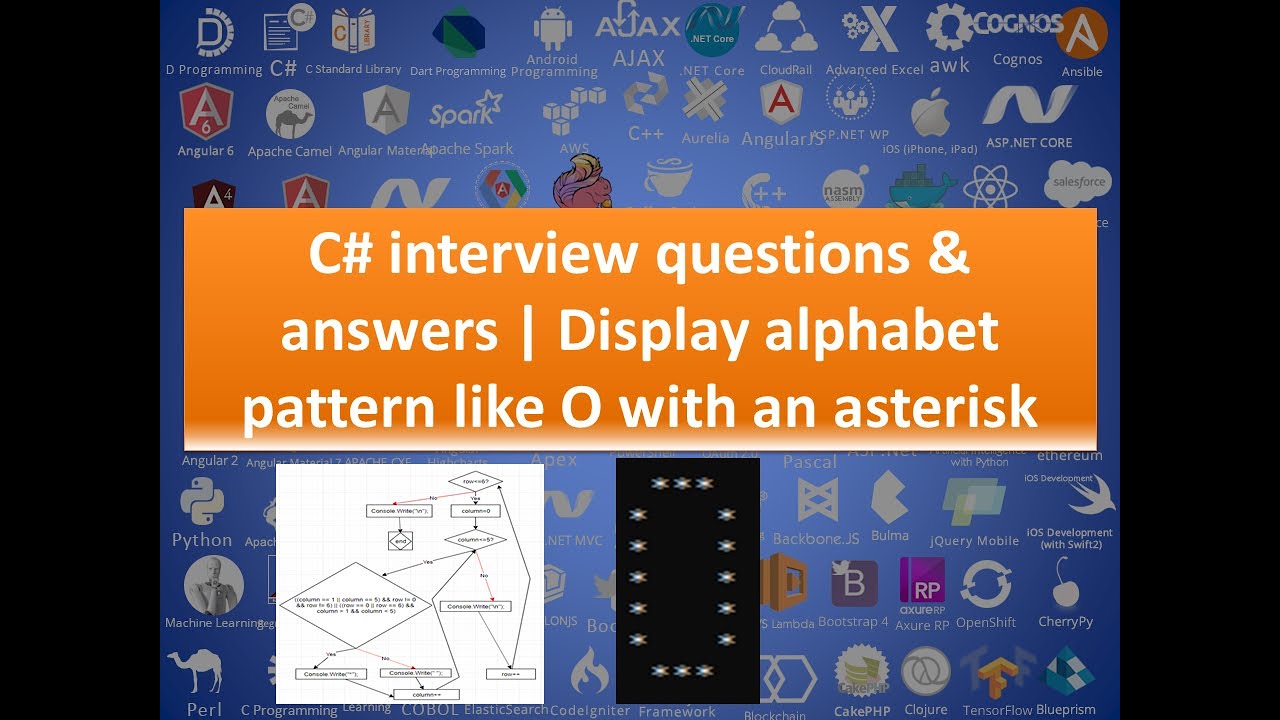 D Programming
C#
C Standard Library
Dart Programming
Android
Programming
AJAX
AJAX
.NET Core
.NET Core
CloudRail
Advanced Excel
awk
COGNOS
Cognos
Ansible
Angular 6
Apache Camel
Angular Material
Spark
Apache Spark
AWS
C++
Aurelia
AngularJS
ASP.NET WP
iOS (iPhone, iPad)
ASP.NET CORE
nasm
ASSEMBLY
salesforce
C# interview questions &
answers | Display alphabet
pattern like O with an asterisk
Angular 2
Angular Material 7
APACHE CXF
Highcharts
Apex
Pascal
ASP.Net
with Python
ethereum
row<=6?
No
Yes
Console.Write("\n");
column=0
end
column<=5?
Yes
No
((column == 1 || column == 5) && row != 0
&& row != 6) || ((row == 0 || row == 6) &&
column > 1 && column < 5)
Console.Write("\n");
Yes
No
Console.Write("*");
Console.Write(" ");
row++
column++
* * *
* *
* *
* *
* *
* *
* * *
Python
.NET MVC
Backbone.JS
Bulma
jQuery Mobile
iOS Development
iOS Development
(with Swift2)
Machine Learning
Lambda
Bootstrap 4
RP
axure RP
Axure RP
OpenShift
CherryPy
Perl
C Programming
Learning
COBOL
ElasticSearch
CodeIgniter
Framework
Blockchain
CakePHP
Clojure
TensorFlow
Blueprism